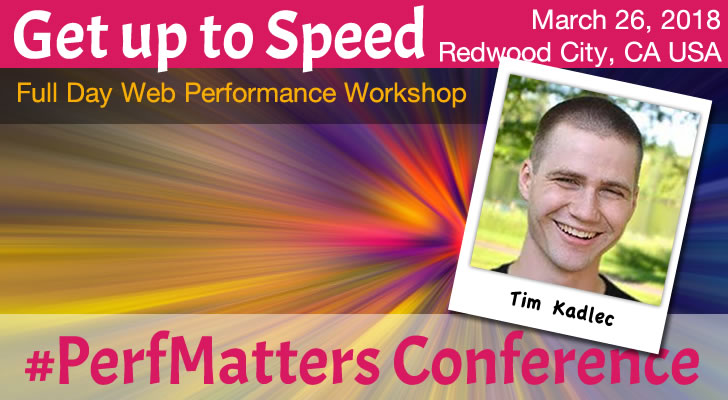 Get up to Speed
March 26, 2018
Redwood City, CA USA
Full Day Web Performance Workshop
Tim Kadlec
#PerfMatters Conference